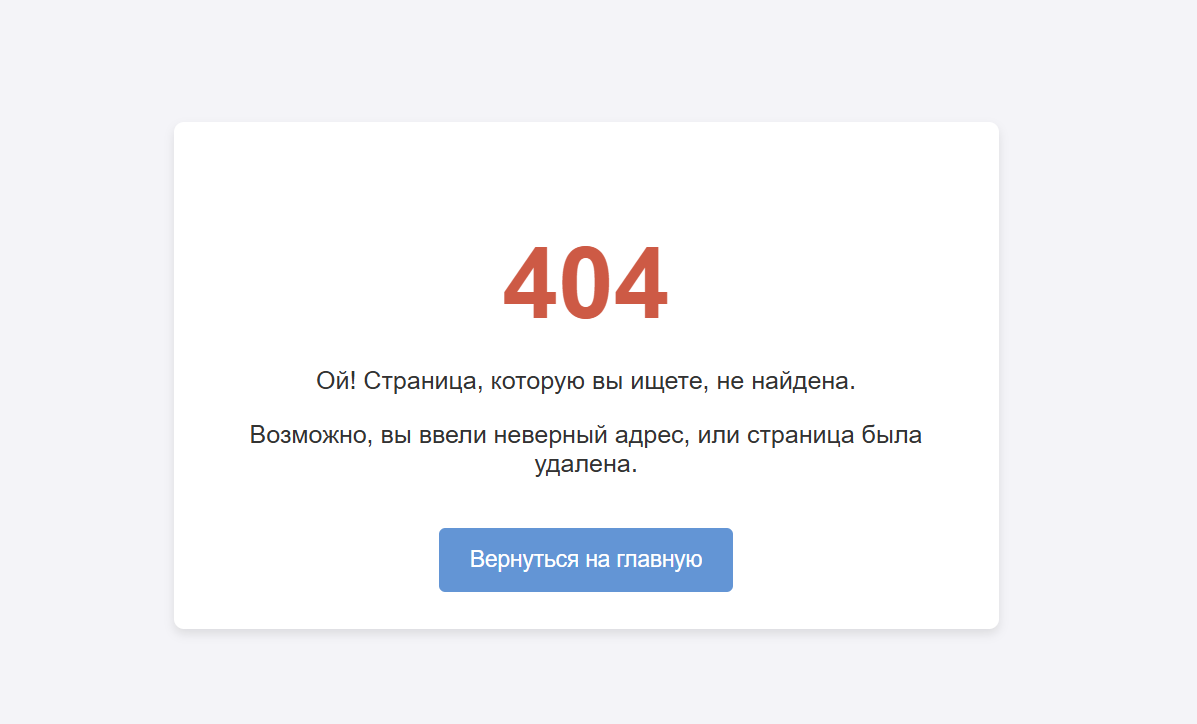 404
Ой! Страница, которую вы ищете, не найдена.
Возможно, вы ввели неверный адрес, или страница была
удалена.
Вернуться на главную